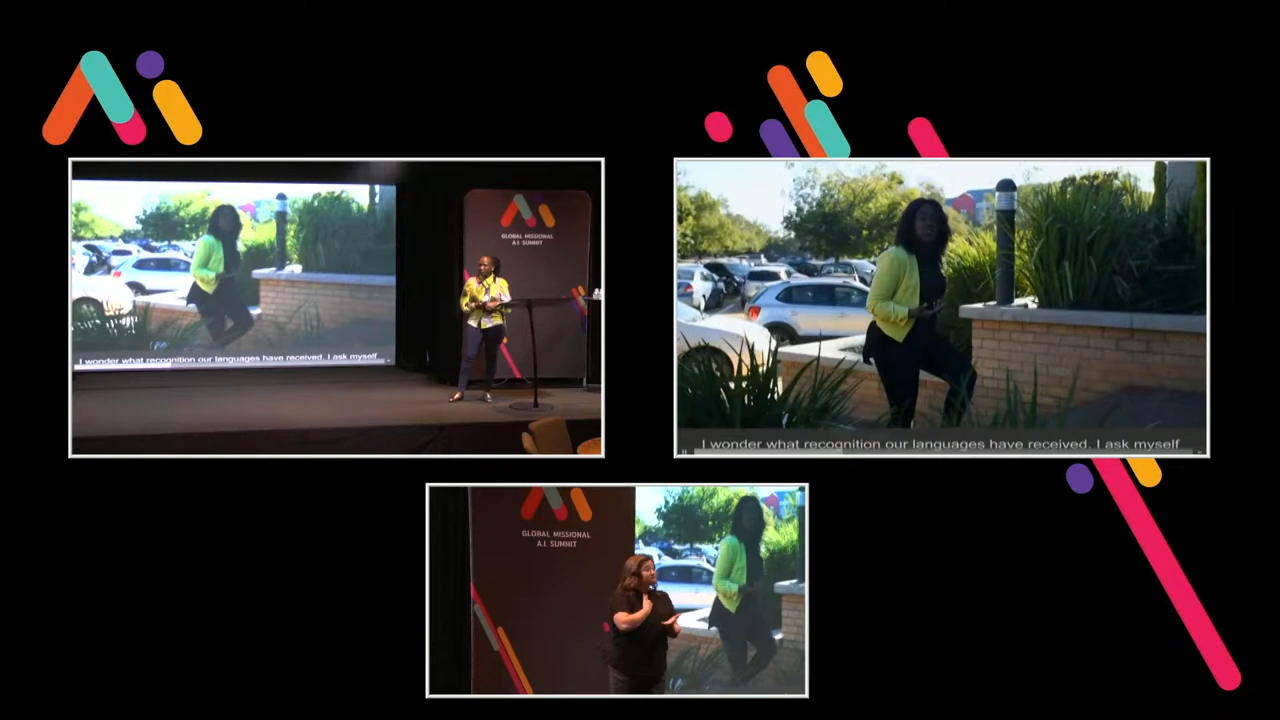 GLOBAL MISSIONAL
A.I. SUMMIT
I wonder what recognition our languages have received. I ask myself
I wonder what recognition our languages have received. I ask myself
GLOBAL MISSIONAL
A.I. SUMMIT